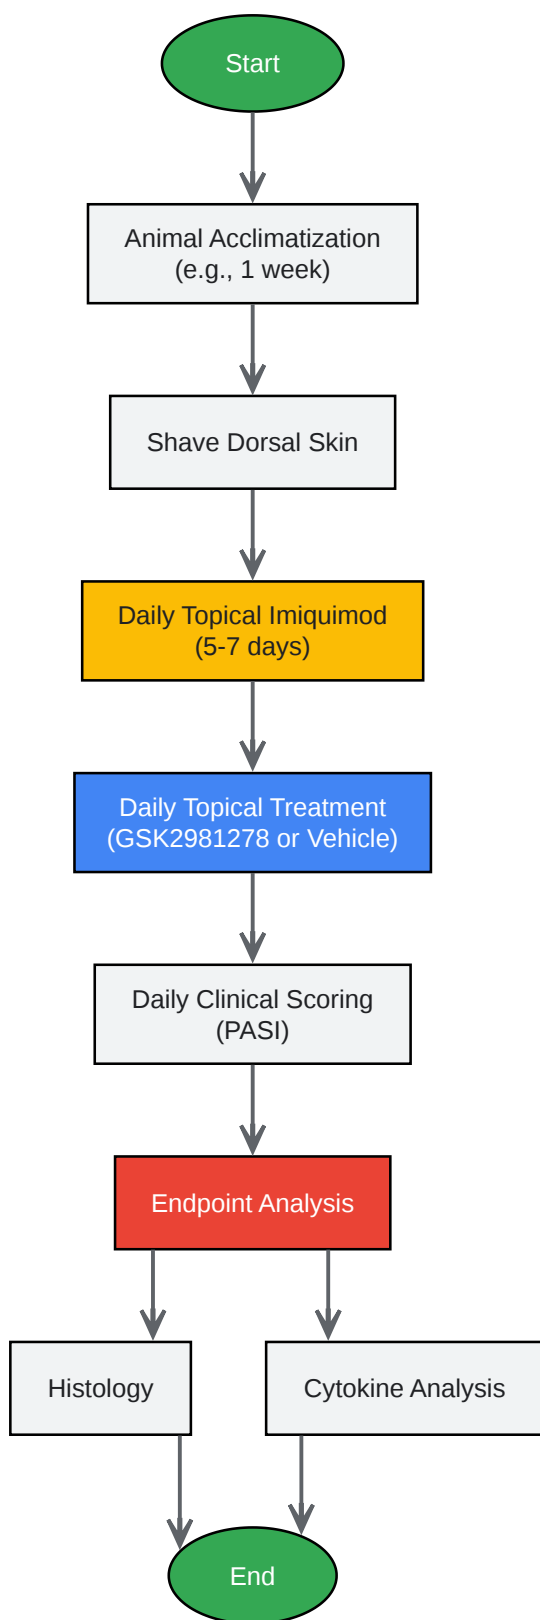 Start
Animal Acclimatization
(e.g., 1 week)
Shave Dorsal Skin
Daily Topical Imiquimod
(5-7 days)
Daily Topical Treatment
(GSK2981278 or Vehicle)
Daily Clinical Scoring
(PASI)
Endpoint Analysis
Histology
Cytokine Analysis
End